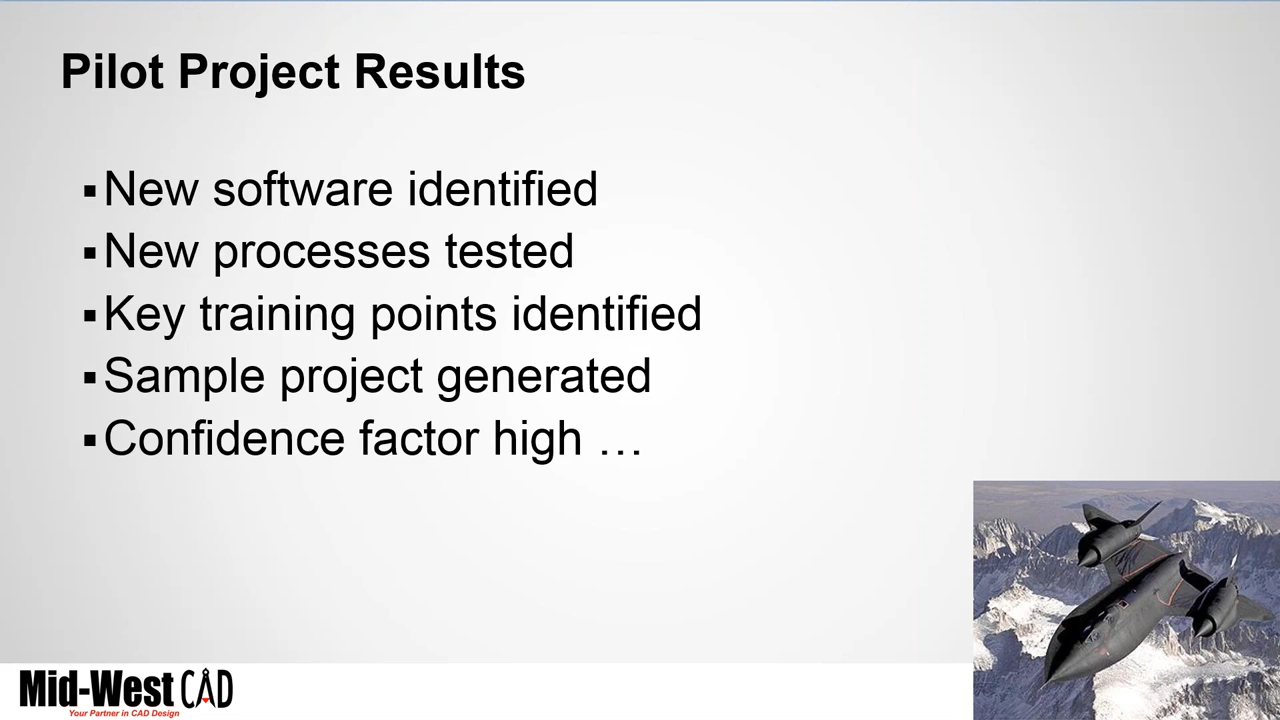 Pilot Project Results
▪New software identified
▪New processes tested
▪Key training points identified
▪Sample project generated
▪Confidence factor high …
Mid-West CAD
Your Partner in CAD Design